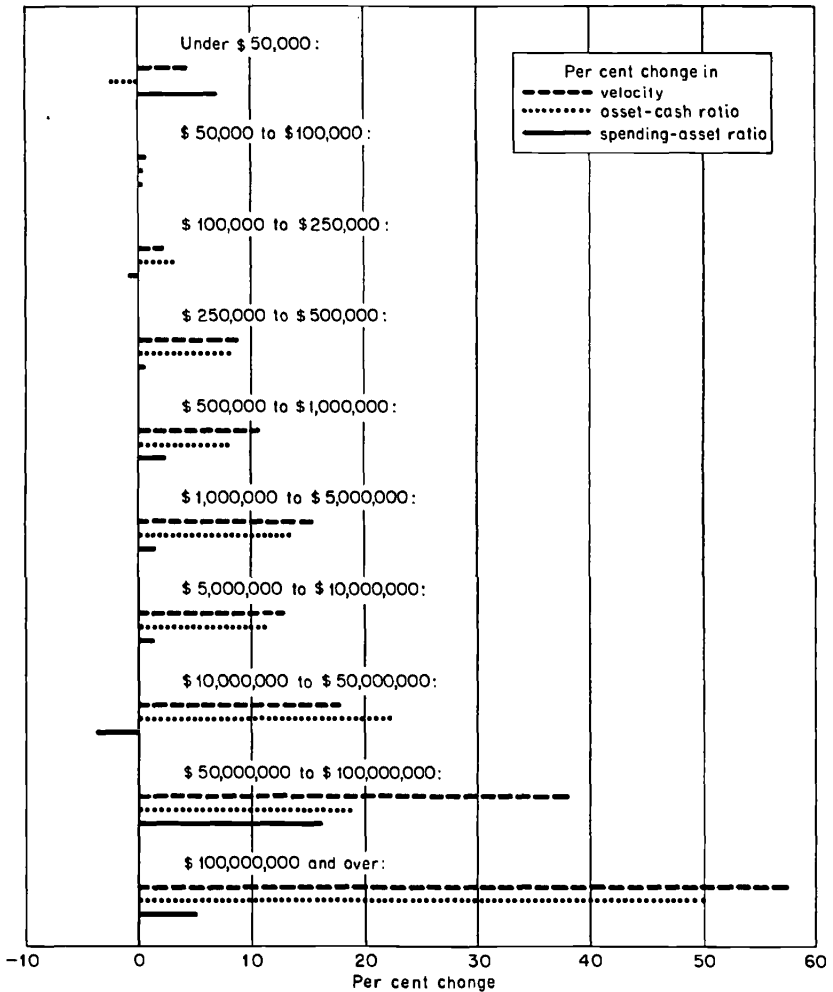 Under $50,000:
Per cent change in
velocity
asset-cash ratio
spending-asset ratio
$50,000 to $100,000:
$100,000 to $250,000:
$250,000 to $500,000:
$500,000 to $1,000,000:
$1,000,000 to $5,000,000:
$5,000,000 to $10,000,000:
$10,000,000 to $50,000,000:
$50,000,000 to $100,000,000:
$100,000,000 and over:
-10 0 10 20 30 40 50 60
Per cent change